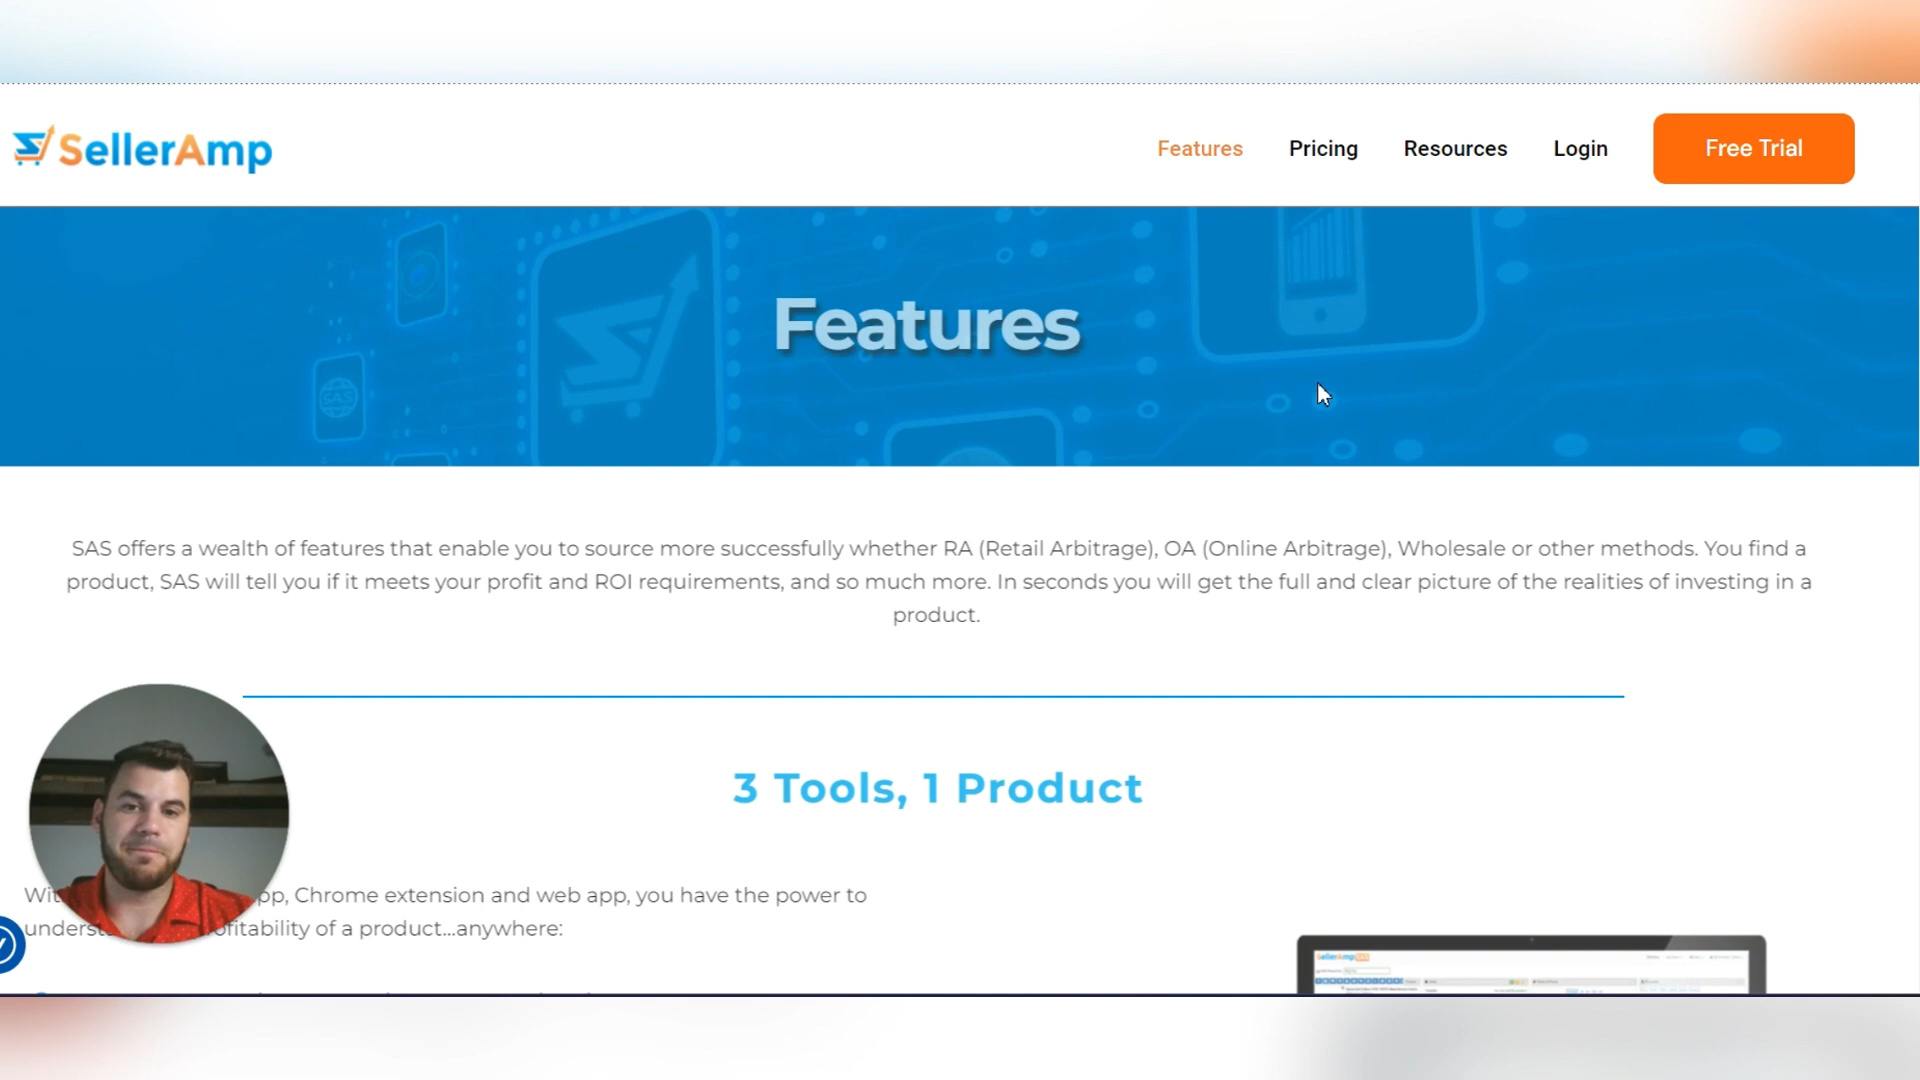 SellerAmp
Features
Pricing
Resources
Login
Free Trial
SAS
Features
SAS offers a wealth of features that enable you to source more successfully whether RA (Retail Arbitrage), OA (Online Arbitrage), Wholesale or other methods. You find a
product, SAS will tell you if it meets your profit and ROI requirements, and so much more. In seconds you will get the full and clear picture of the realities of investing in a
product.
3 Tools, 1 Product
Chrome extension and web app, you have the power to
of a product...anywhere:
SellerAmp SAS